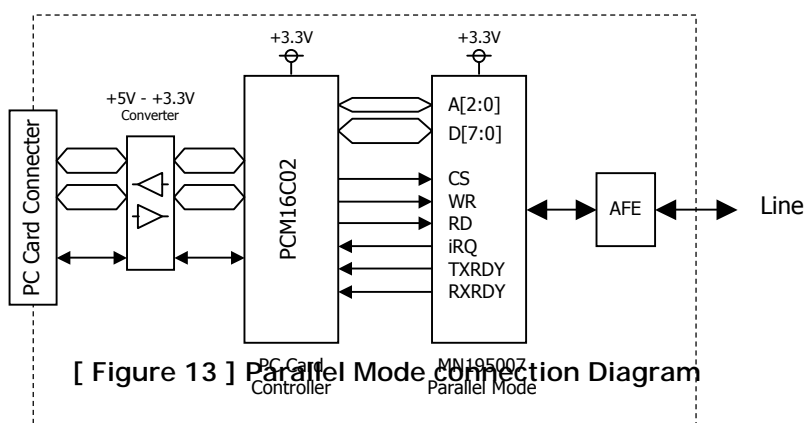 +3.3V
+3.3V
+5V - +3.3V
Converter
PC Card Connecter
PCM16C02
A[2:0]
D[7:0]
CS
WR
RD
iRQ
TXRDY
RXRDY
AFE
Line
PC Card
Controller
MN195007
Parallel Mode
[ Figure 13 ] Parallel Mode connection Diagram